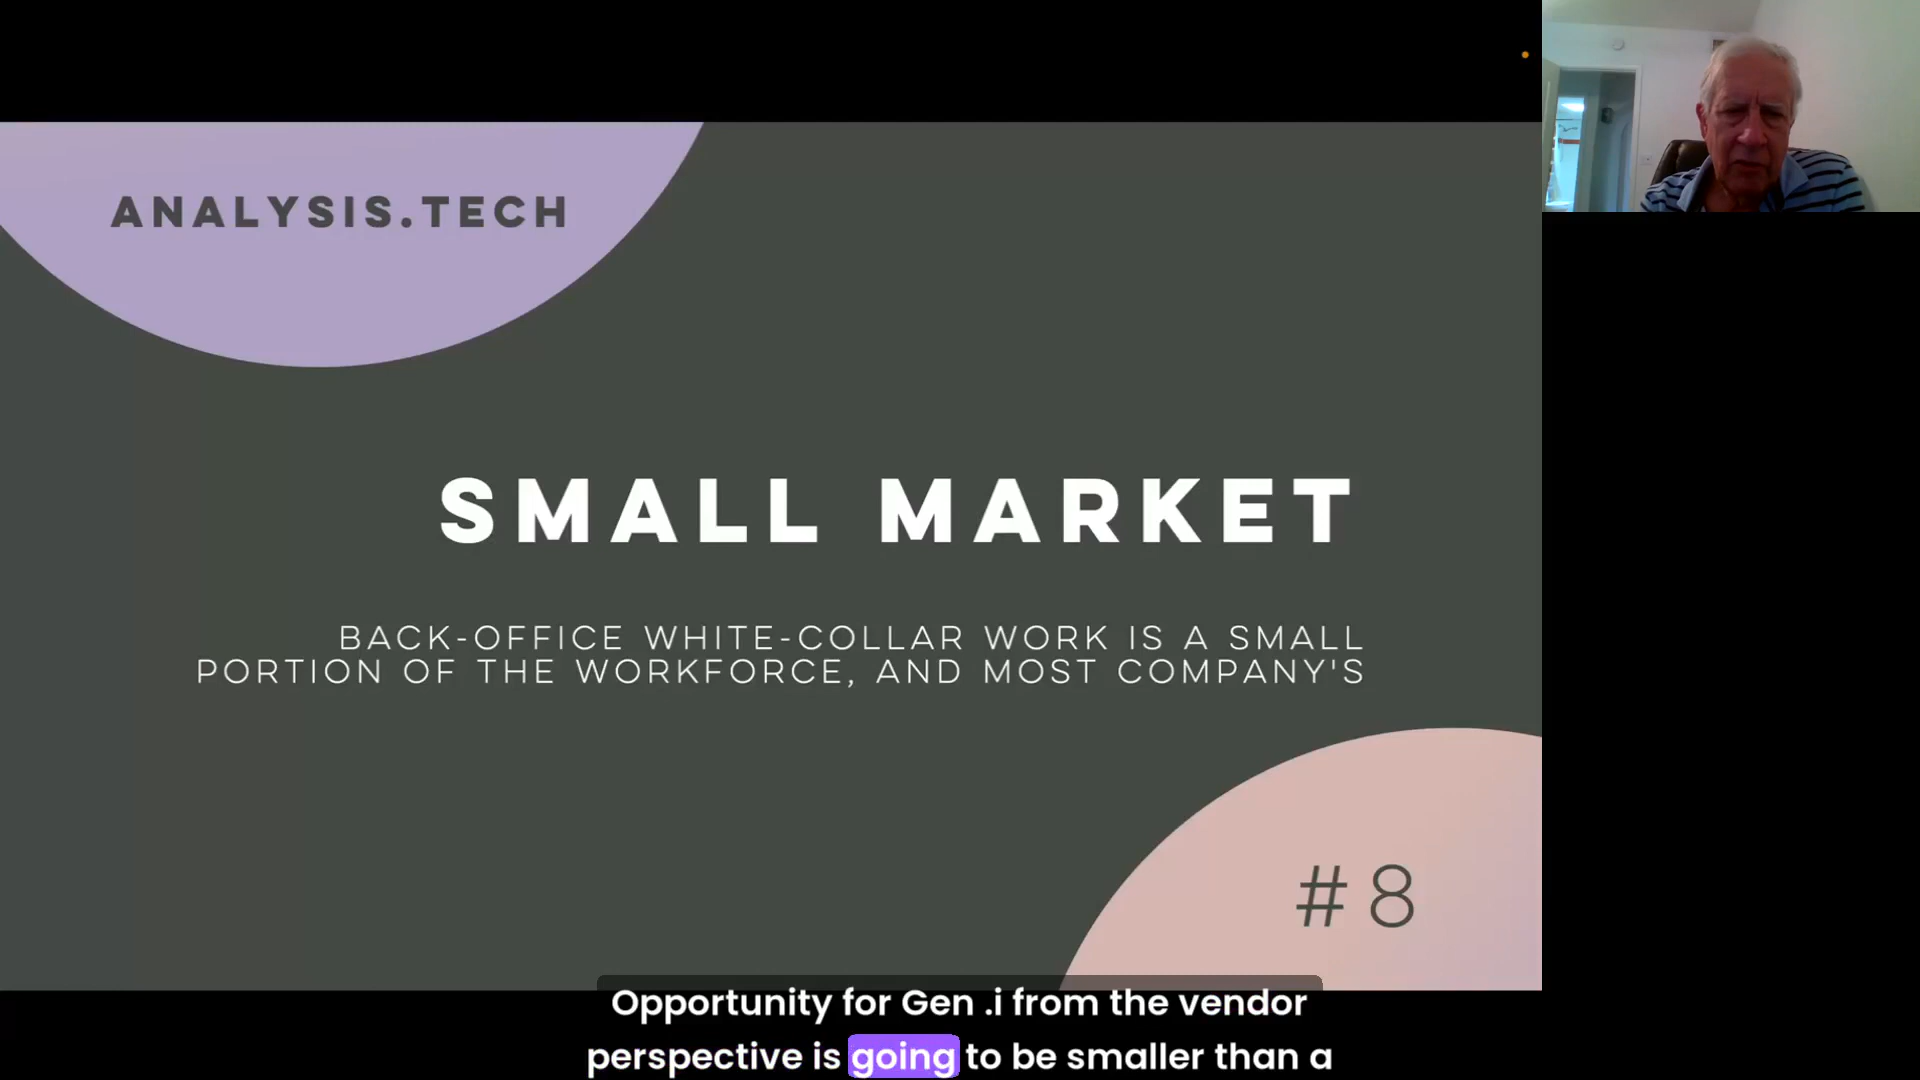 ANALYSIS.TECH
SMALL MARKET
BACK-OFFICE WHITE-COLLAR WORK IS A SMALL
PORTION OF THE WORKFORCE, AND MOST COMPANY'S
#8
Opportunity for Gen .i from the vendor
perspective is going to be smaller than a